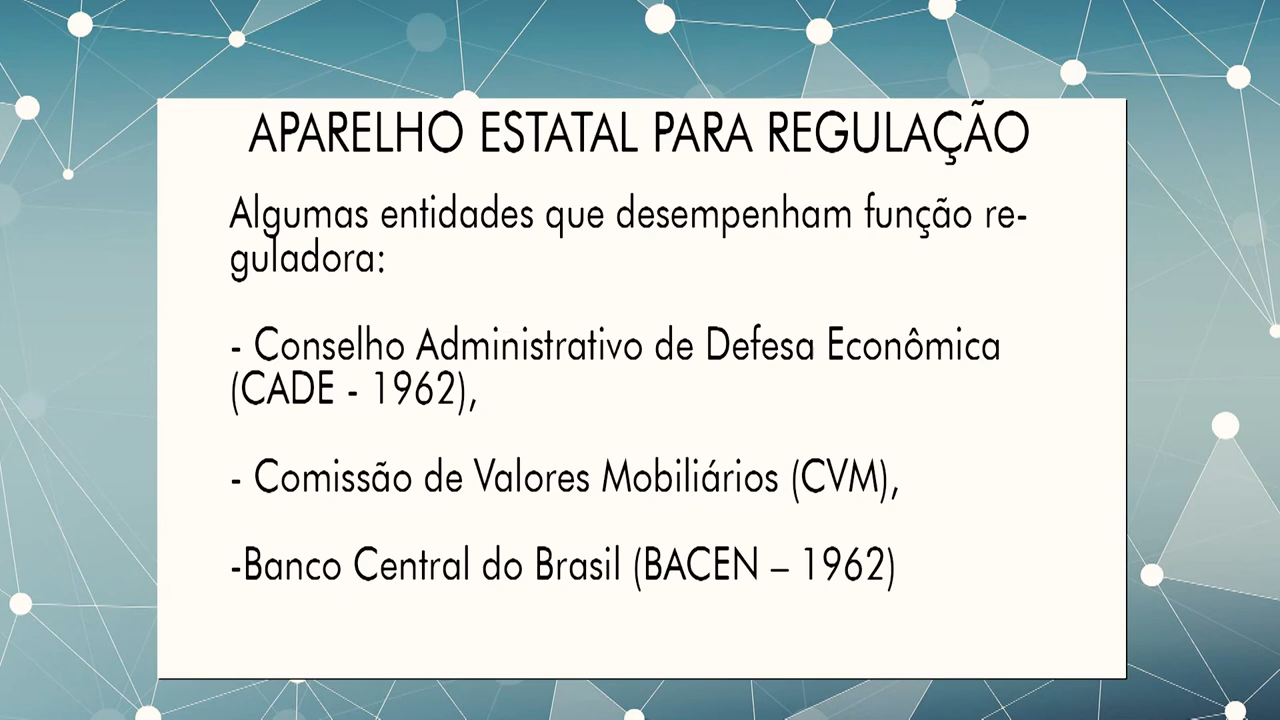 APARELHO ESTATAL PARA REGULAÇÃO
Algumas entidades que desempenham função re-
guladora:
- Conselho Administrativo de Defesa Econômica
(CADE - 1962),
- Comissão de Valores Mobiliários (CVM),
-Banco Central do Brasil (BACEN – 1962)